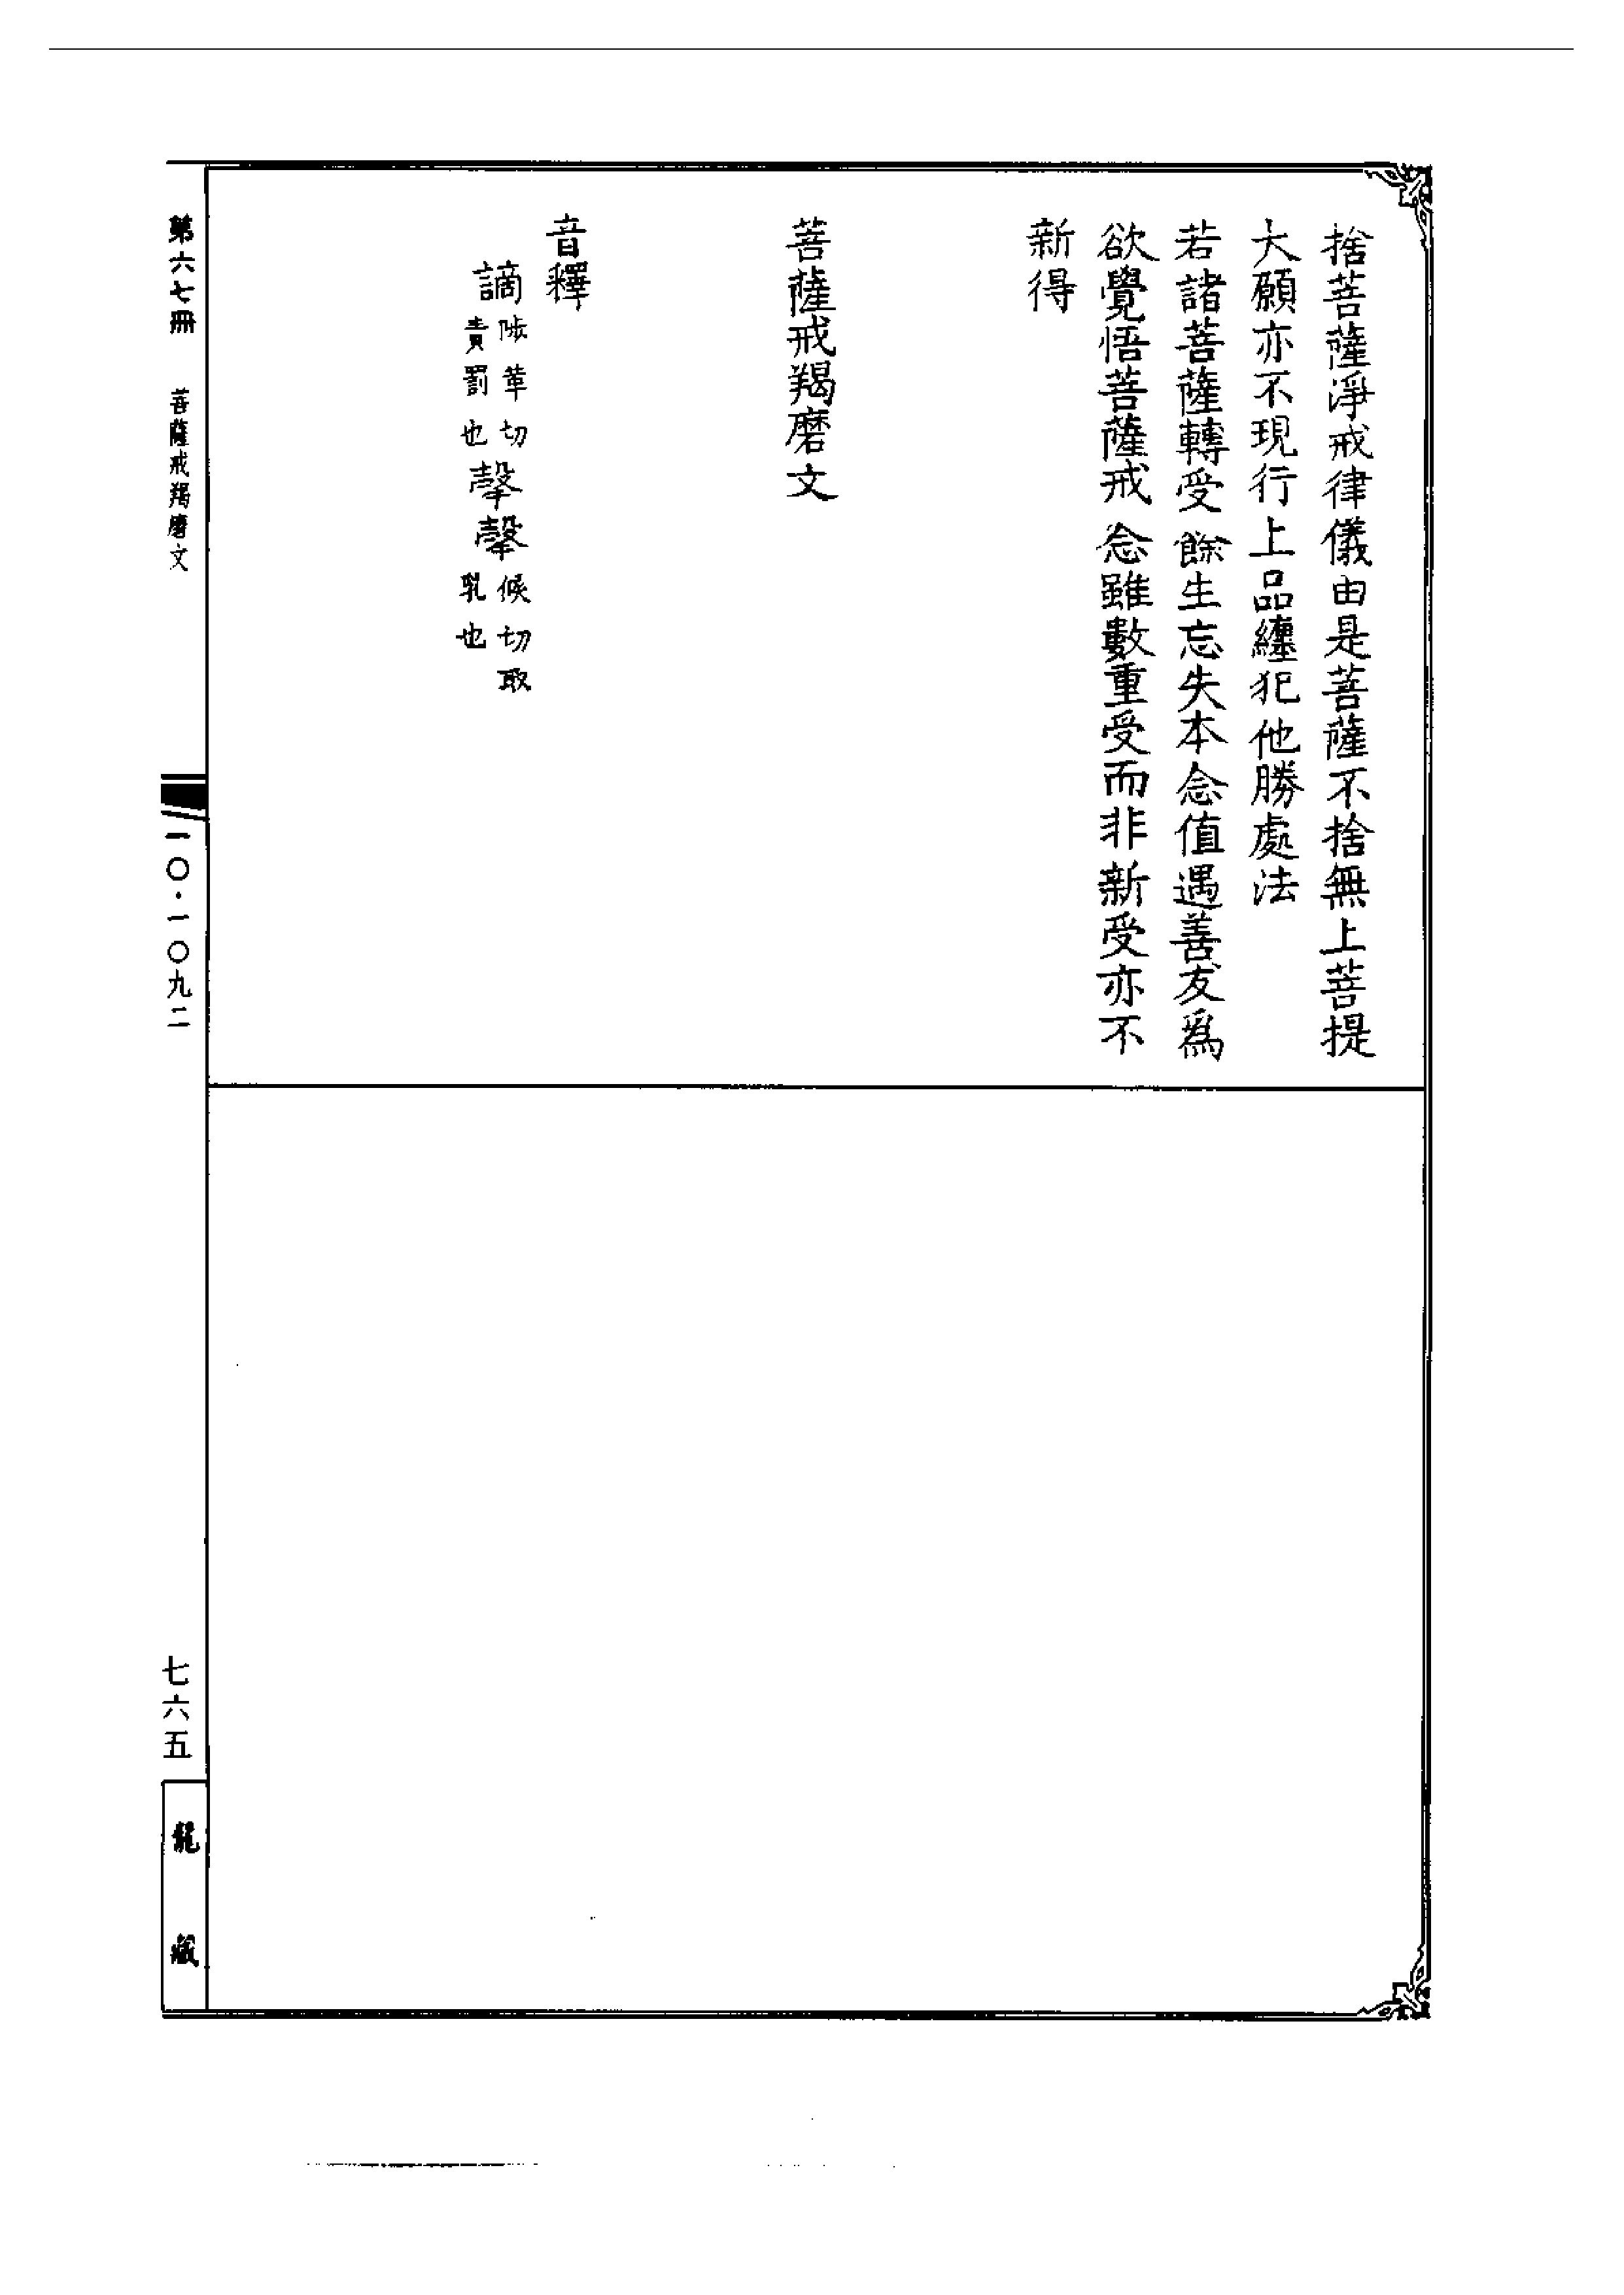 捨菩薩淨戒律儀由是菩薩不捨無上菩提
大願亦不現行上品纏犯他勝處法
若諸菩薩轉受餘生忘失本念值遇善友為
欲覺悟菩薩戒念雖數重受而非新受亦不
新得
菩薩戒羯磨文
音釋
謫
陟革切
責罰也
候切取
乳也
第六七冊 菩薩戒羯磨文
一〇·一〇九二
七六五
龍藏